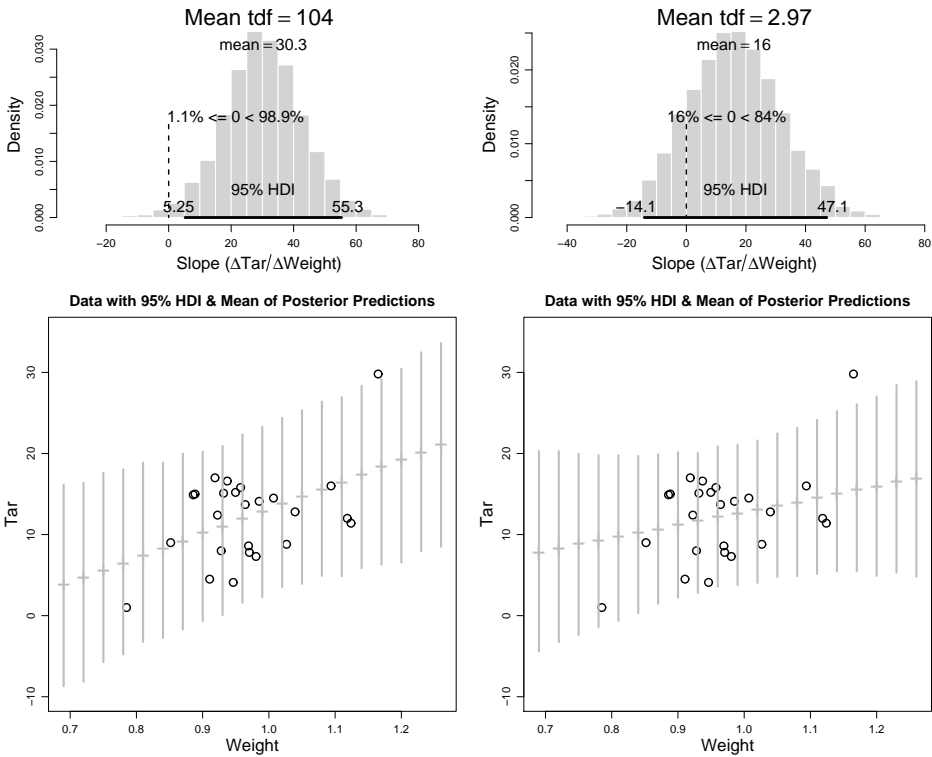 Mean tdf = 104
mean = 30.3
1.1% <= 0 < 98.9%
95% HDI
5.25
55.3
Density
0.000
0.010
0.020
0.030
−20
0
20
40
60
80
Slope (ΔTar/ΔWeight)
Mean tdf = 2.97
mean = 16
16% <= 0 < 84%
95% HDI
−14.1
47.1
Density
0.000
0.010
0.020
−40
−20
0
20
40
60
80
Slope (ΔTar/ΔWeight)
Data with 95% HDI & Mean of Posterior Predictions
Tar
−10
0
10
20
30
0.7
0.8
0.9
1.0
1.1
1.2
Weight
Data with 95% HDI & Mean of Posterior Predictions
Tar
−10
0
10
20
30
0.7
0.8
0.9
1.0
1.1
1.2
Weight